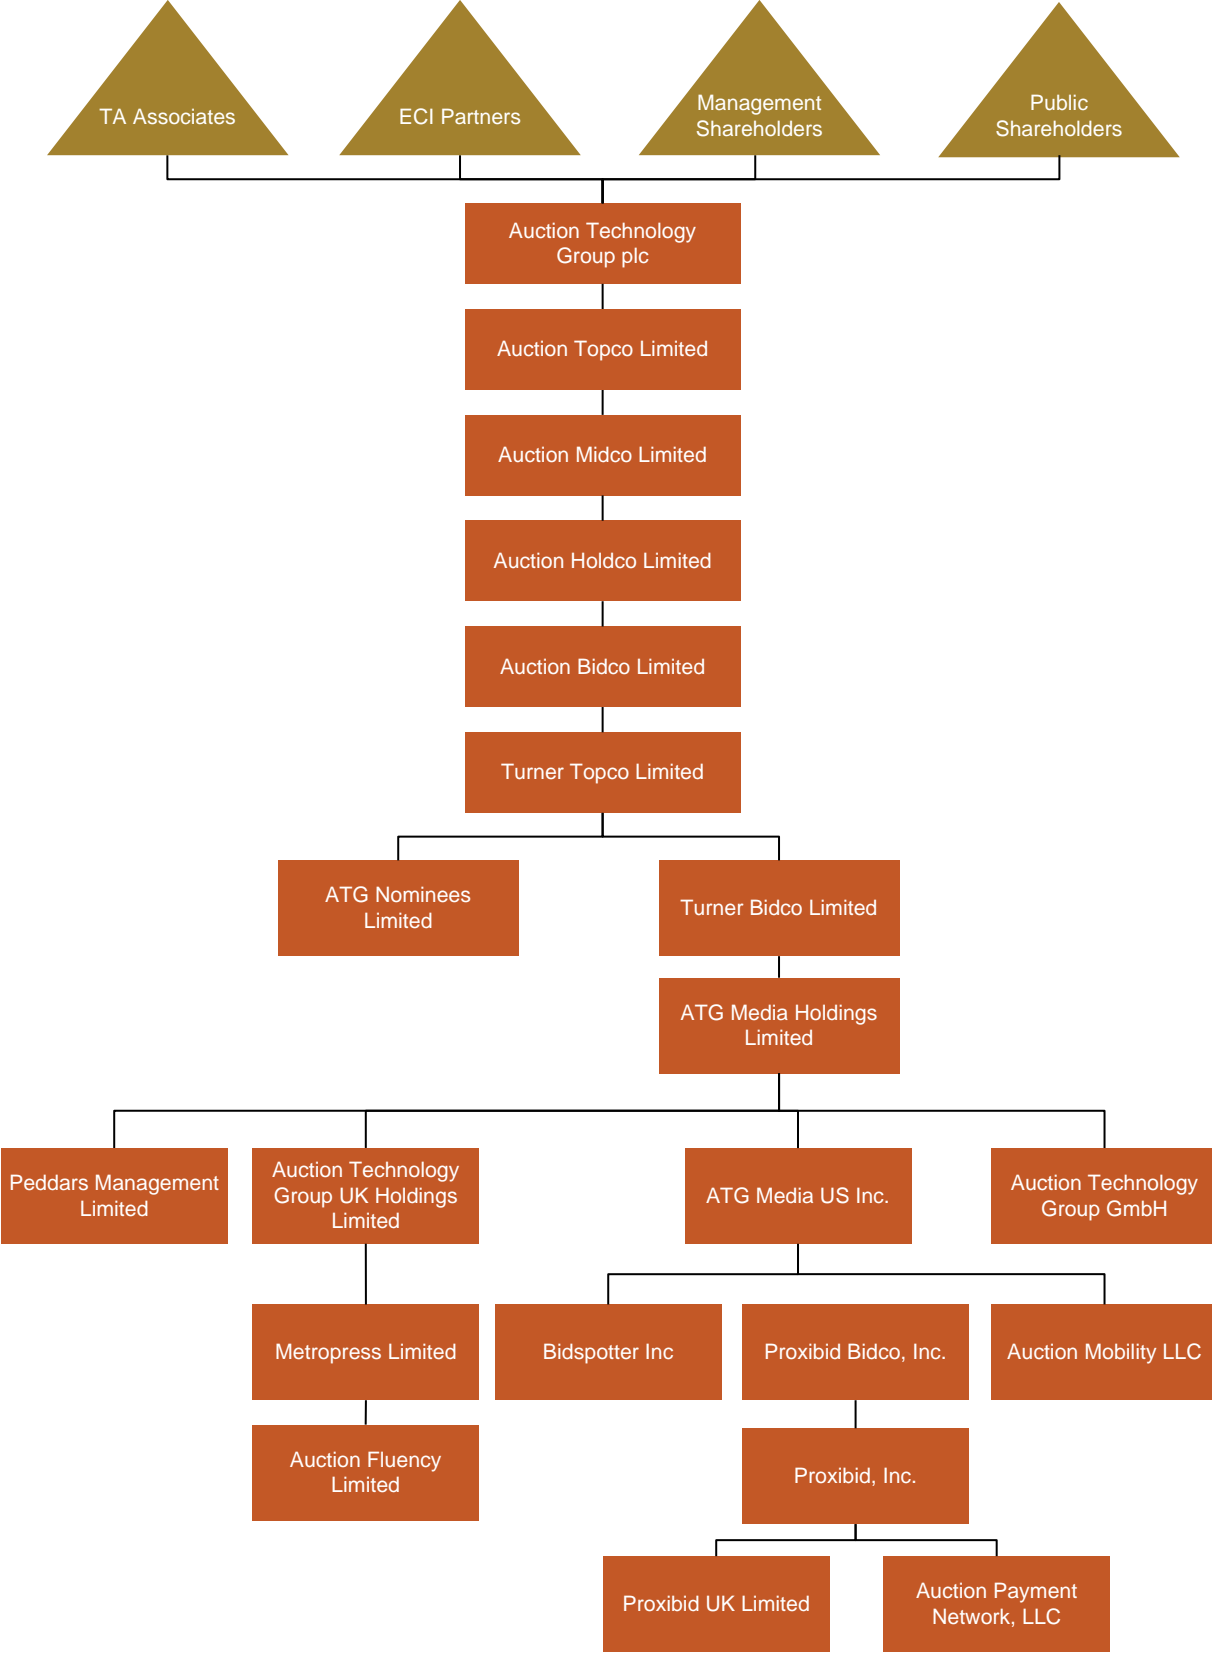 TA Associates
ECI Partners
Management
Shareholders
Public
Shareholders
Auction Technology
Group plc
Auction Topco Limited
Auction Midco Limited
Auction Holdco Limited
Auction Bidco Limited
Turner Topco Limited
ATG Nominees
Limited
Turner Bidco Limited
ATG Media Holdings
Limited
Peddars Management
Limited
Auction Technology
Group UK Holdings
Limited
ATG Media US Inc.
Auction Technology
Group GmbH
Metropress Limited
Bidspotter Inc
Proxibid Bidco, Inc.
Auction Mobility LLC
Auction Fluency
Limited
Proxibid, Inc.
Proxibid UK Limited
Auction Payment
Network, LLC